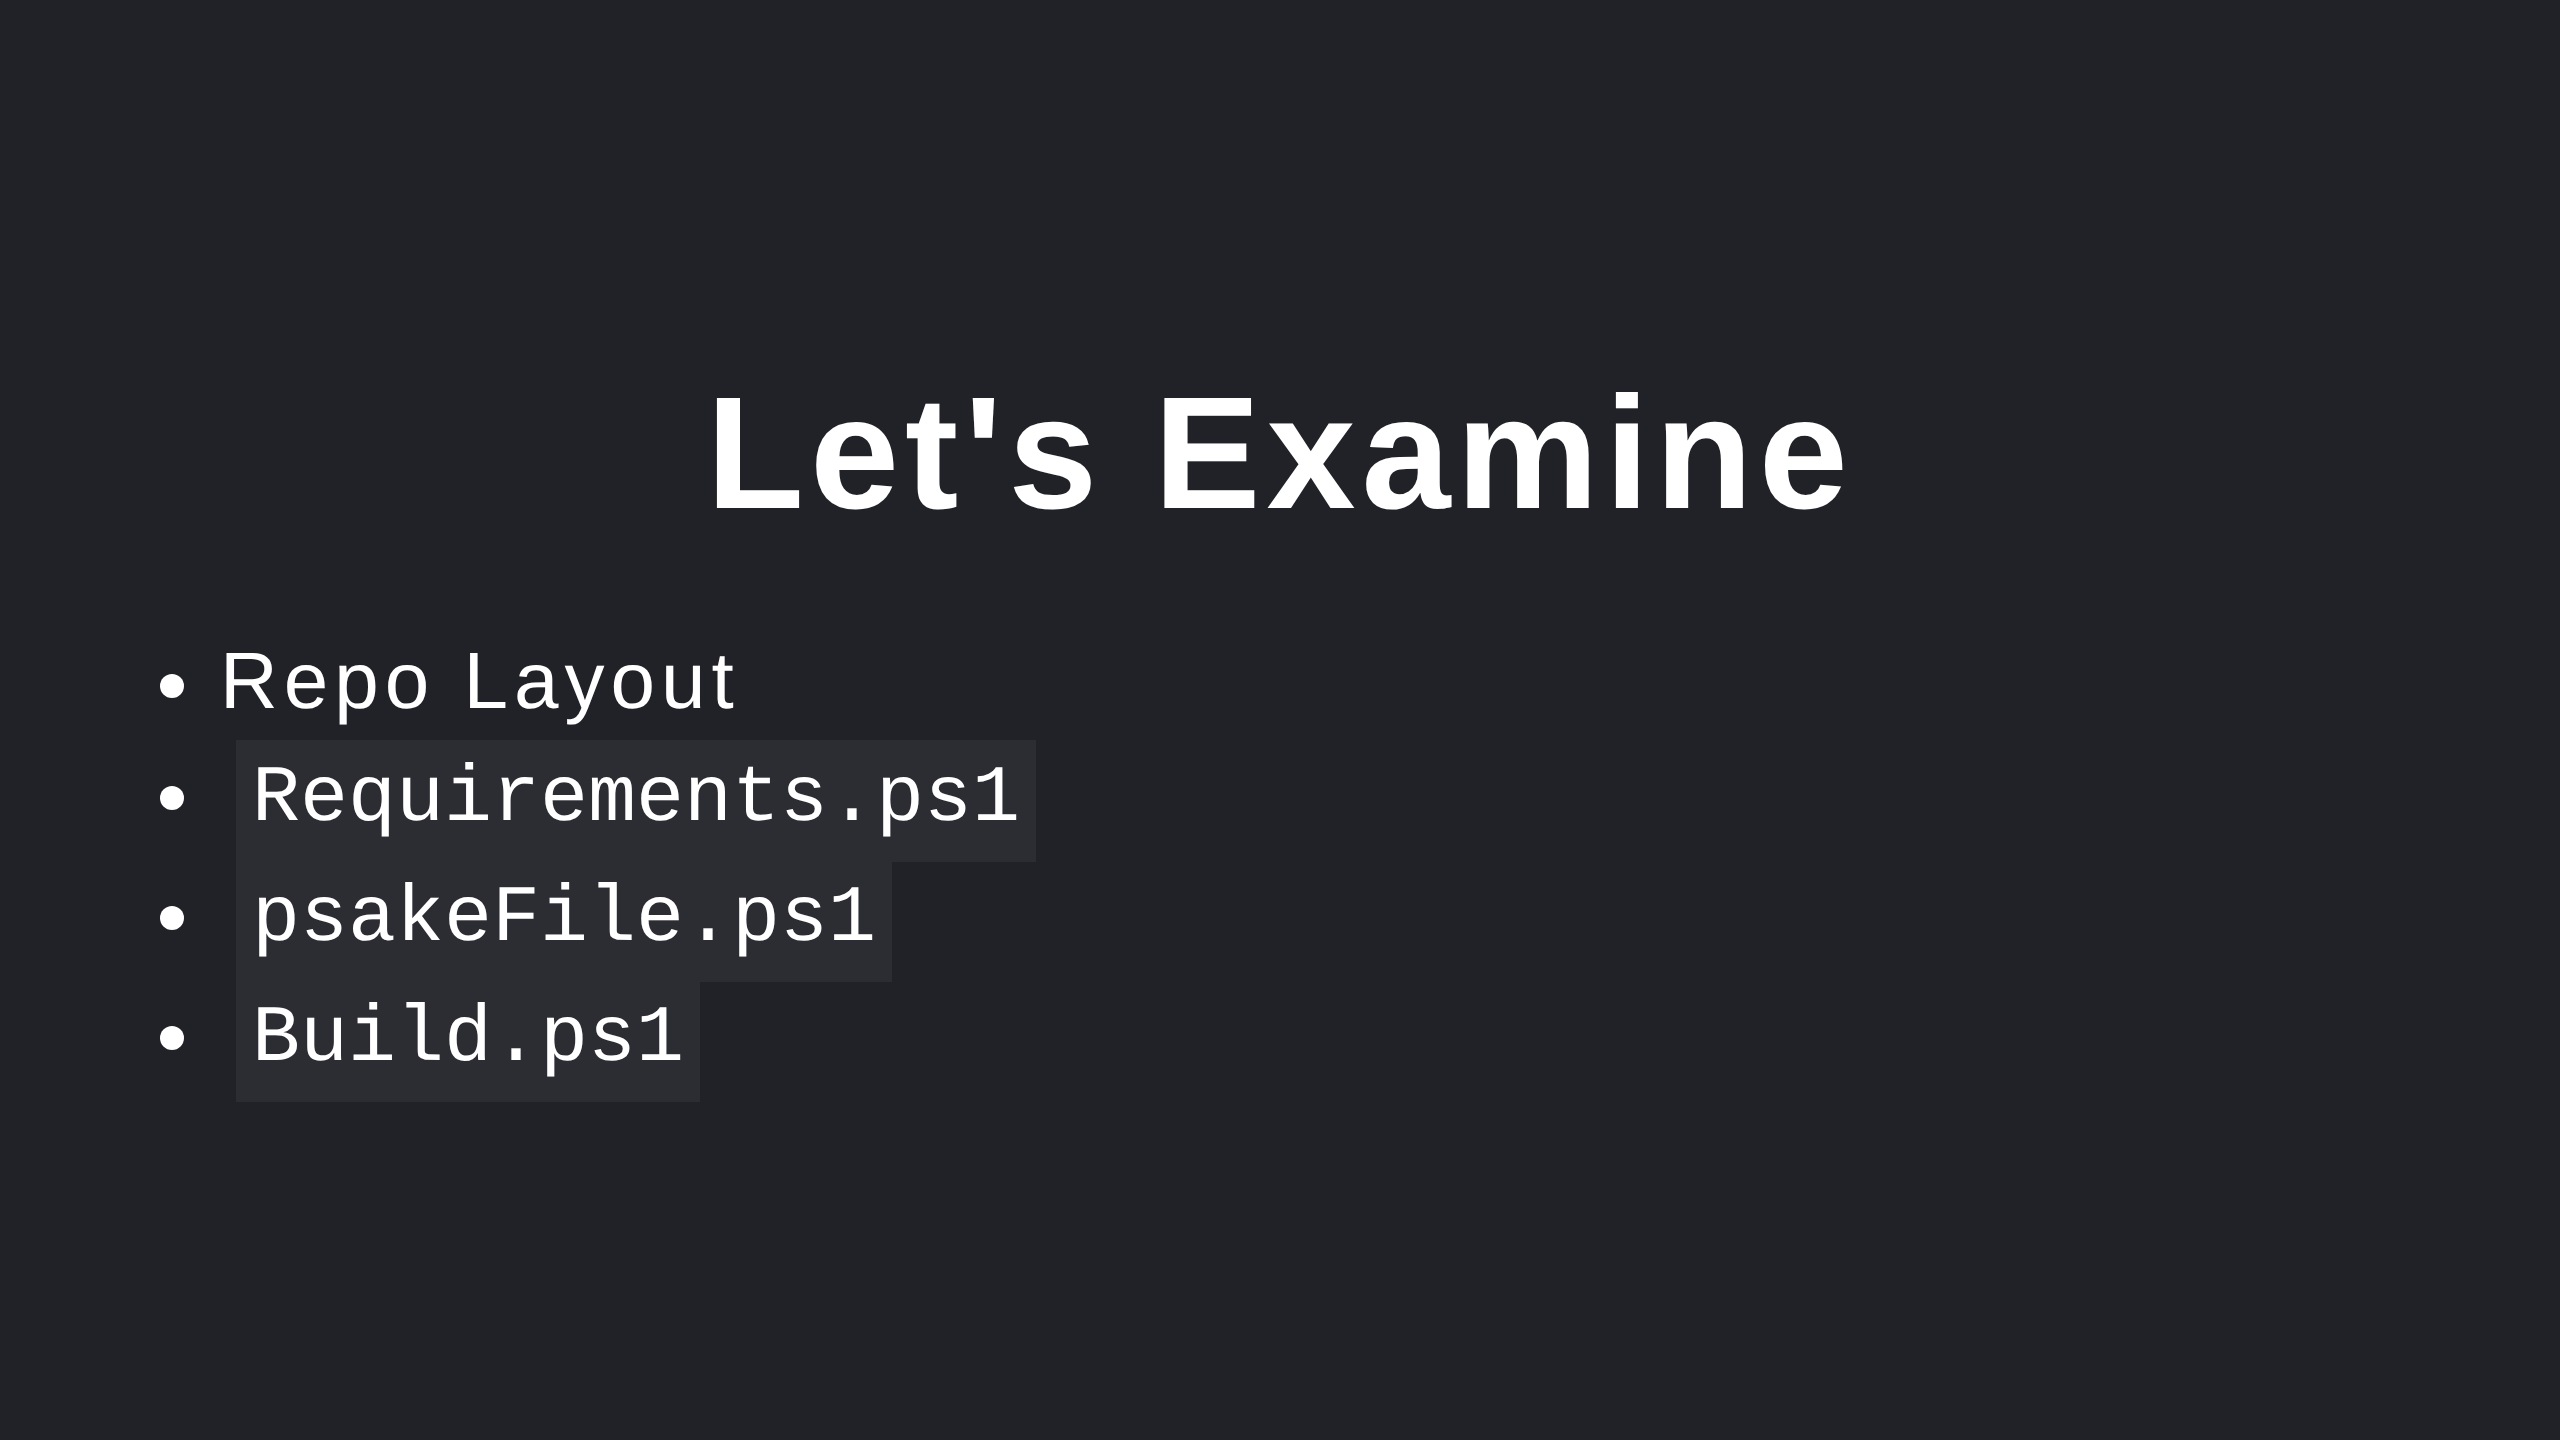 Let's Examine
Repo Layout
Requirements.ps1
psakeFile.ps1
Build.ps1